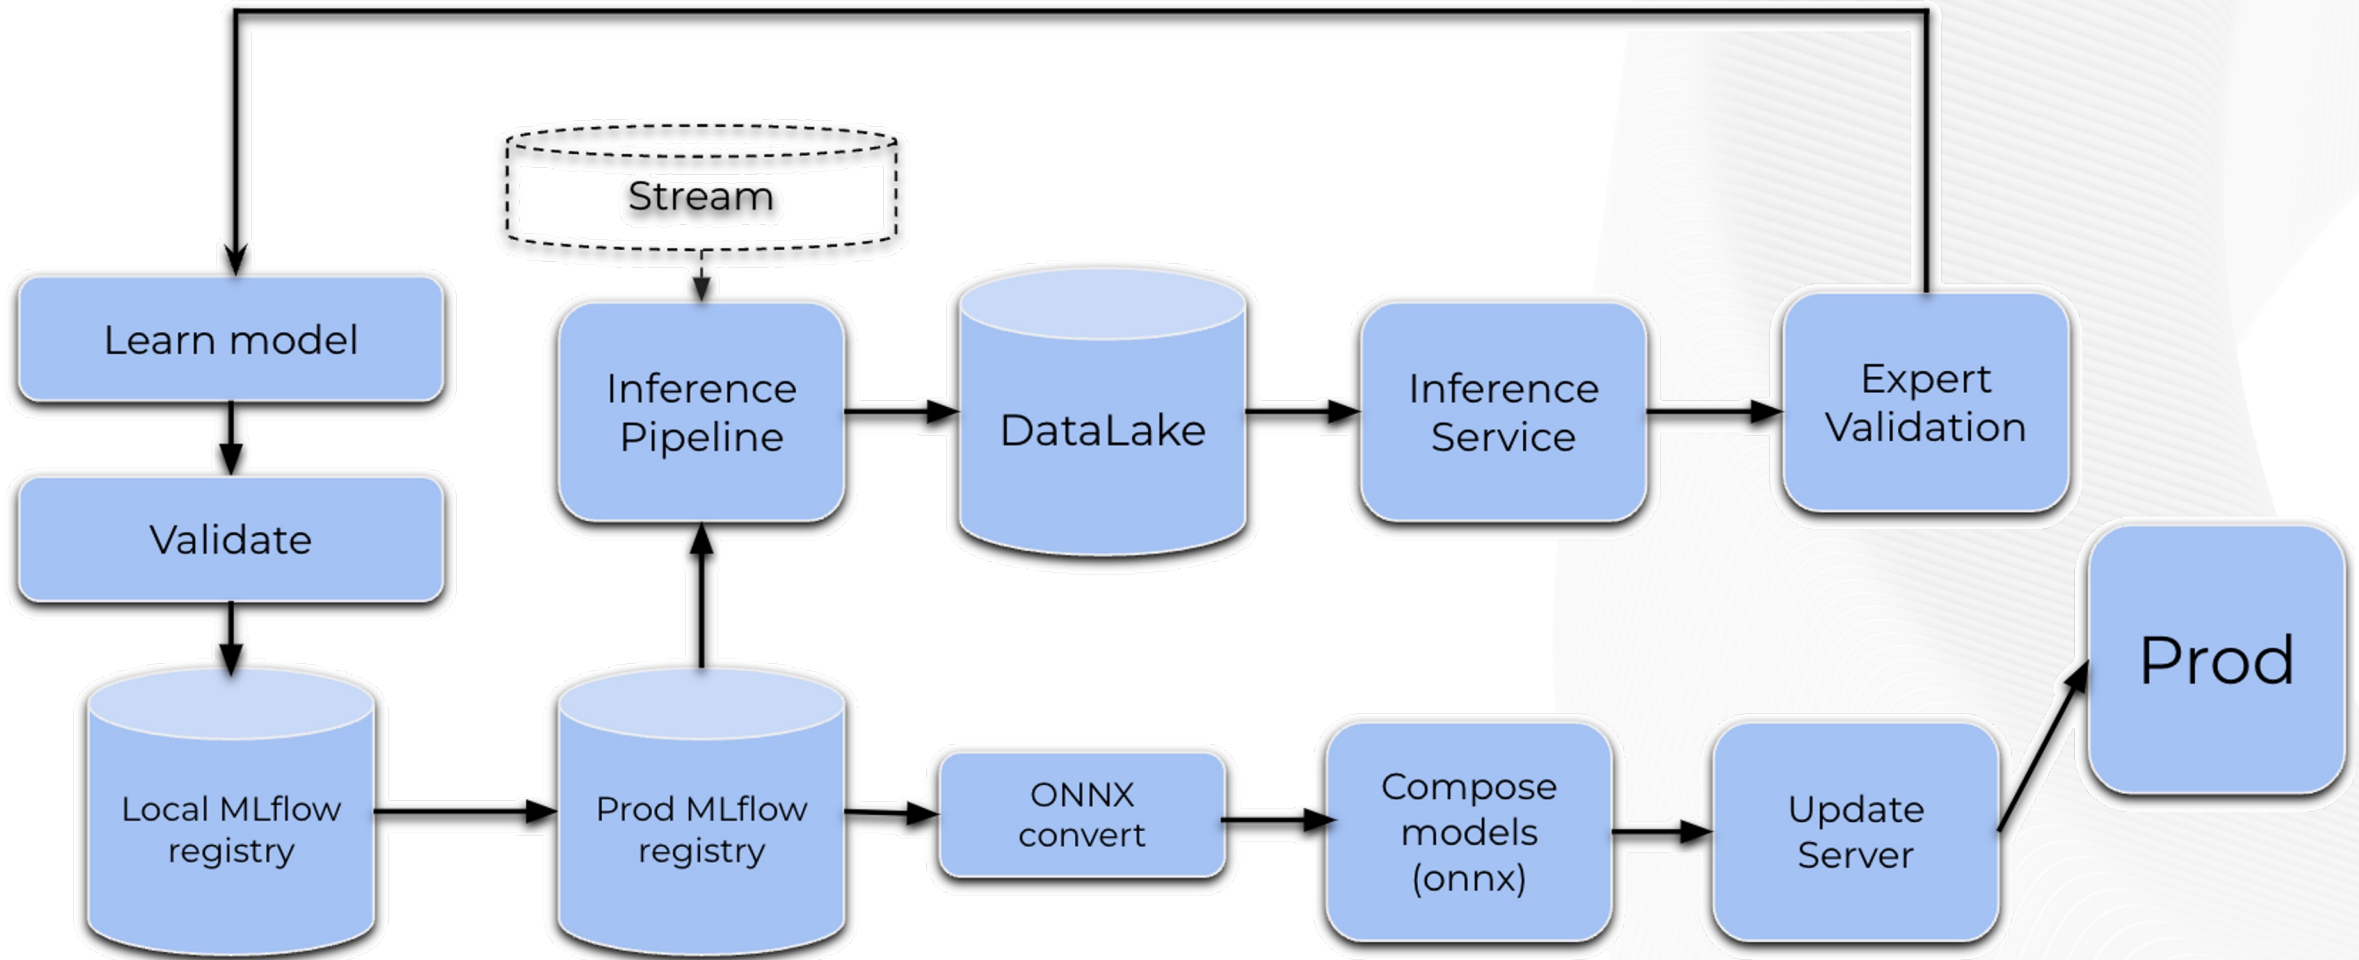 Stream
Learn model
Inference
Pipeline
DataLake
Inference
Service
Expert
Validation
Validate
Prod
Local MLflow
registry
Prod MLflow
registry
ONNX
convert
Compose
models
(onnx)
Update
Server